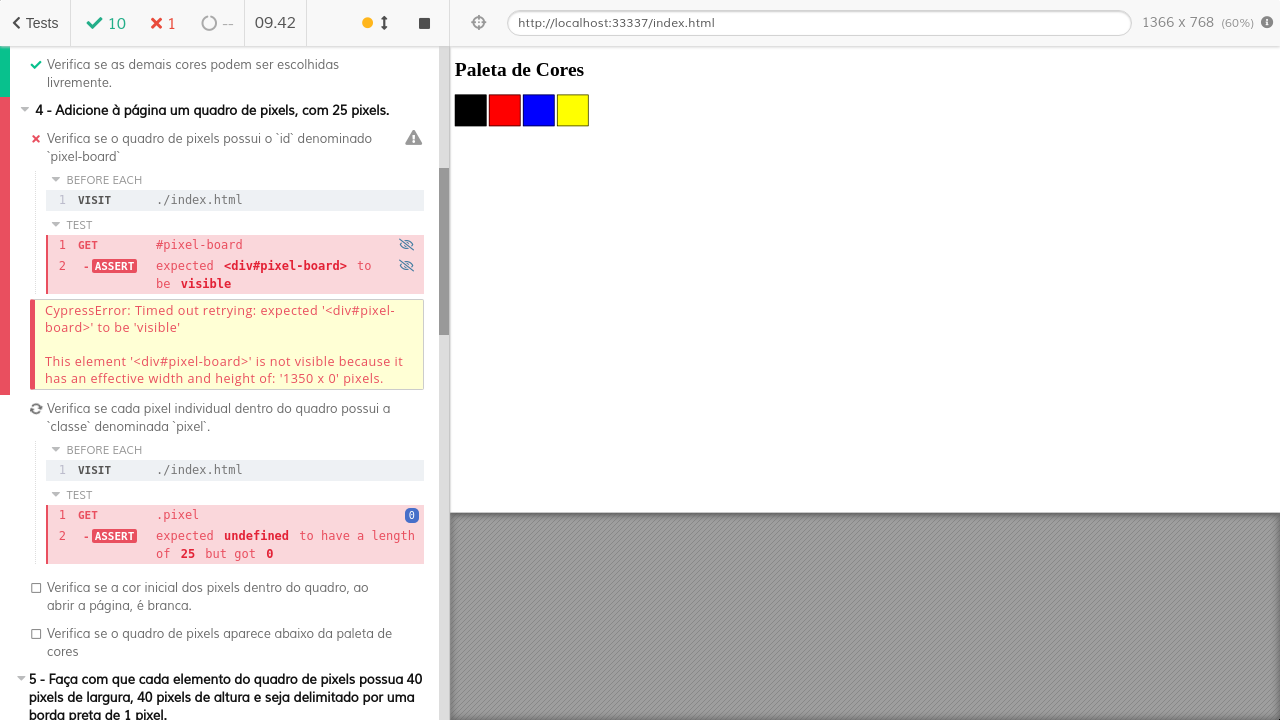 Tests
10
1
--
09.42
http://localhost:33337/index.html
1366 x 768 (60%)
Verifica se as demais cores podem ser escolhidas
livremente.
4 - Adicione à página um quadro de pixels, com 25 pixels.
Verifica se o quadro de pixels possui o `id` denominado
`pixel-board`
BEFORE EACH
1 VISIT ./index.html
TEST
1 GET #pixel-board
2 -ASSERT expected <div#pixel-board> to
be visible
CypressError: Timed out retrying: expected '<div#pixel-
board>' to be 'visible'
This element '<div#pixel-board>' is not visible because it
has an effective width and height of: '1350 x 0' pixels.
Verifica se cada pixel individual dentro do quadro possui a
`classe` denominada `pixel`.
BEFORE EACH
1 VISIT ./index.html
TEST
1 GET .pixel 0
2 -ASSERT expected undefined to have a length
of 25 but got 0
Verifica se a cor inicial dos pixels dentro do quadro, ao
abrir a página, é branca.
Verifica se o quadro de pixels aparece abaixo da paleta de
cores
5 - Faça com que cada elemento do quadro de pixels possua 40
pixels de largura, 40 pixels de altura e seja delimitado por uma
borda preta de 1 pixel.
Paleta de Cores